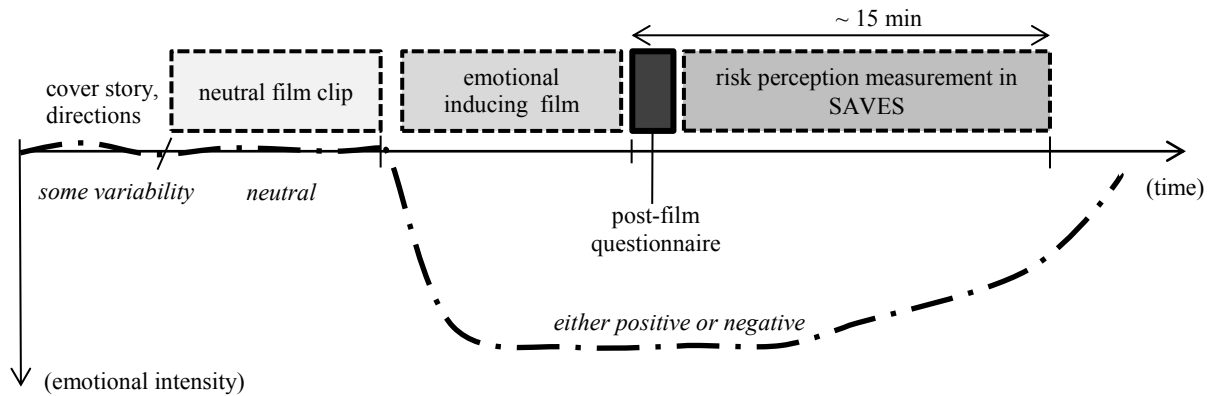 ~ 15 min
cover story,
directions
neutral film clip
emotional
inducing film
risk perception measurement in
SAVES
some variability
neutral
(time)
post-film
questionnaire
either positive or negative
(emotional intensity)